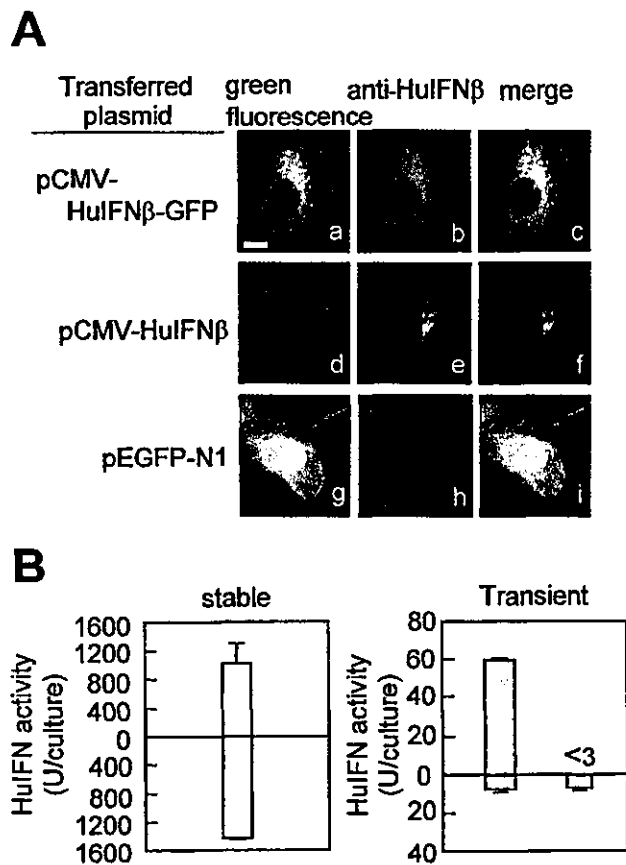 A
Transferred plasmid
green fluorescence
anti-HuIFNβ
merge
pCMV-HuIFNβ-GFP
a
b
c
pCMV-HuIFNβ
d
e
f
pEGFP-N1
g
h
i
B
stable
HuIFN activity (U/culture)
1600
1200
800
400
0
400
800
1200
1600
Transient
HuIFN activity (U/culture)
80
60
40
20
0
20
40
<3